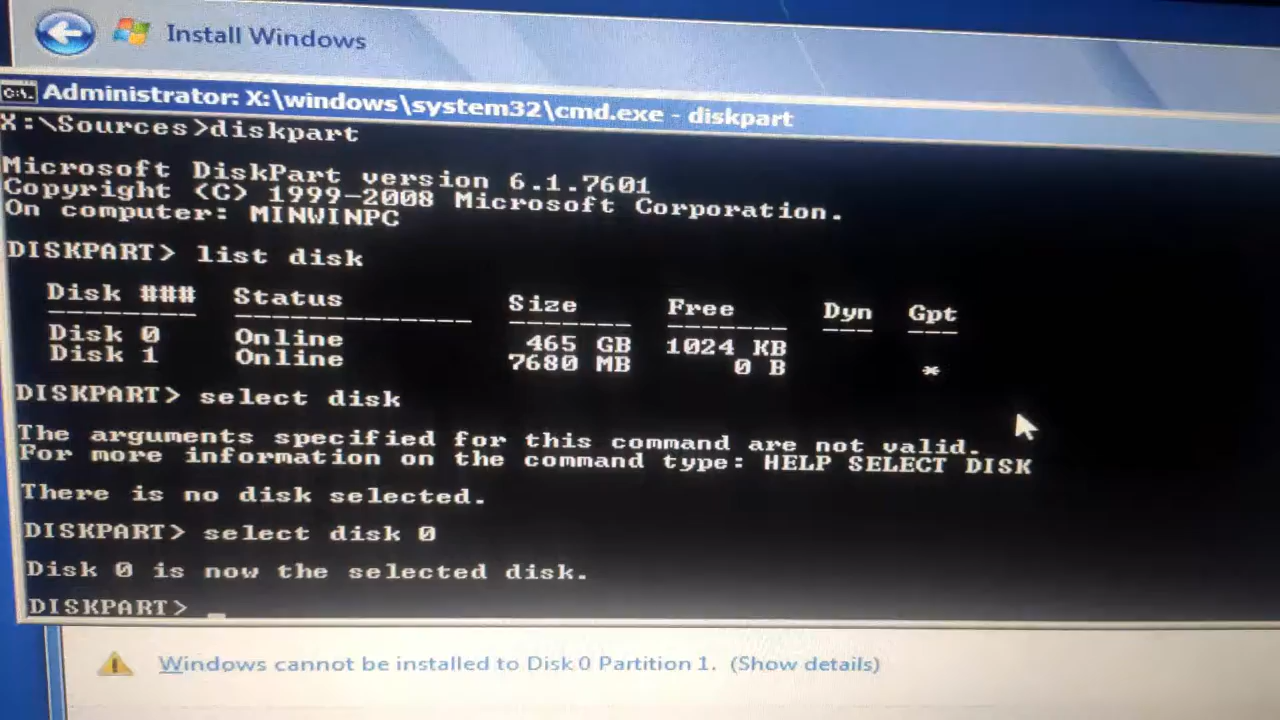 Install Windows
Administrator: X:\windows\system32\cmd.exe - diskpart
X:\Sources>diskpart
Microsoft DiskPart version 6.1.7601
Copyright (C) 1999-2008 Microsoft Corporation.
On computer: MINWINPC
DISKPART> list disk
Disk ### Status Size Free Dyn Gpt
-------- ------------- ------- ------- --- ---
Disk 0 Online 465 GB 1024 KB
Disk 1 Online 7680 MB 0 B *
DISKPART> select disk
The arguments specified for this command are not valid.
For more information on the command type: HELP SELECT DISK
There is no disk selected.
DISKPART> select disk 0
Disk 0 is now the selected disk.
DISKPART> _
Windows cannot be installed to Disk 0 Partition 1. (Show details)